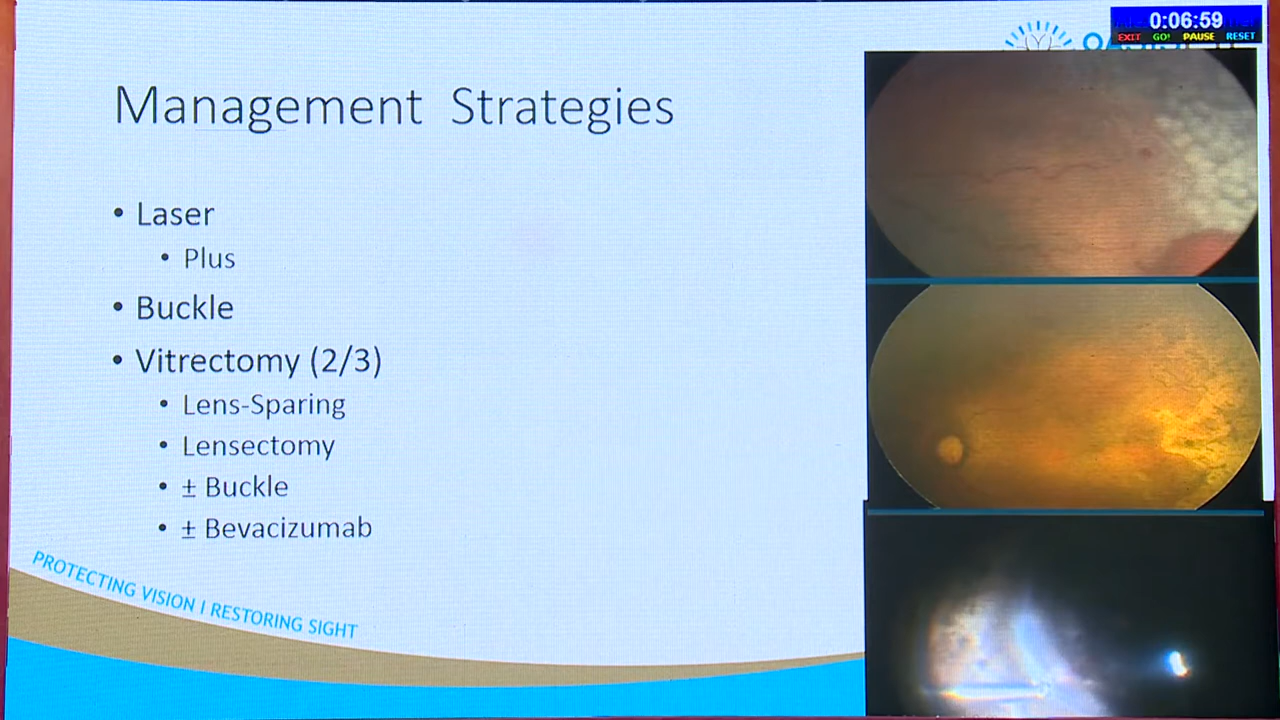 0:06:59
EXIT GO! PAUSE RESET
Management Strategies
• Laser
• Plus
• Buckle
• Vitrectomy (2/3)
• Lens-Sparing
• Lensectomy
• ± Buckle
• ± Bevacizumab
PROTECTING VISION I RESTORING SIGHT